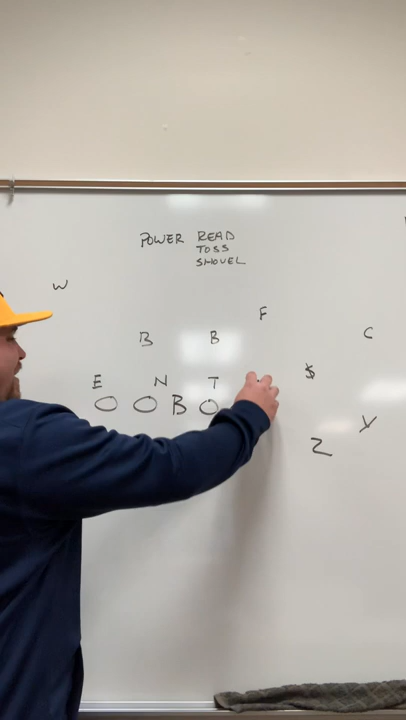 POWER READ
TOSS
SHOVEL
W
F
B B C
E N T $
O O B O
Y
Z